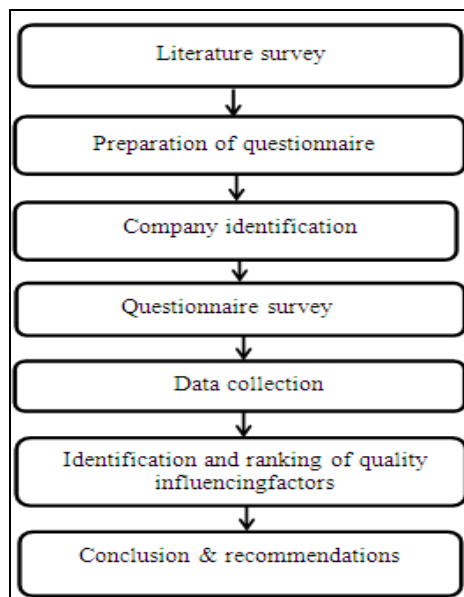 Literature survey
Preparation of questionnaire
Company identification
Questionnaire survey
Data collection
Identification and ranking of quality
influencingfactors
Conclusion & recommendations